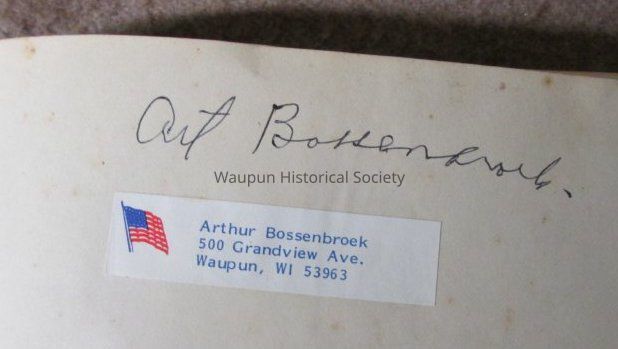 Art Bossenbroek.
Waupun Historical Society
Arthur Bossenbroek
500 Grandview Ave.
Waupun, WI 53963